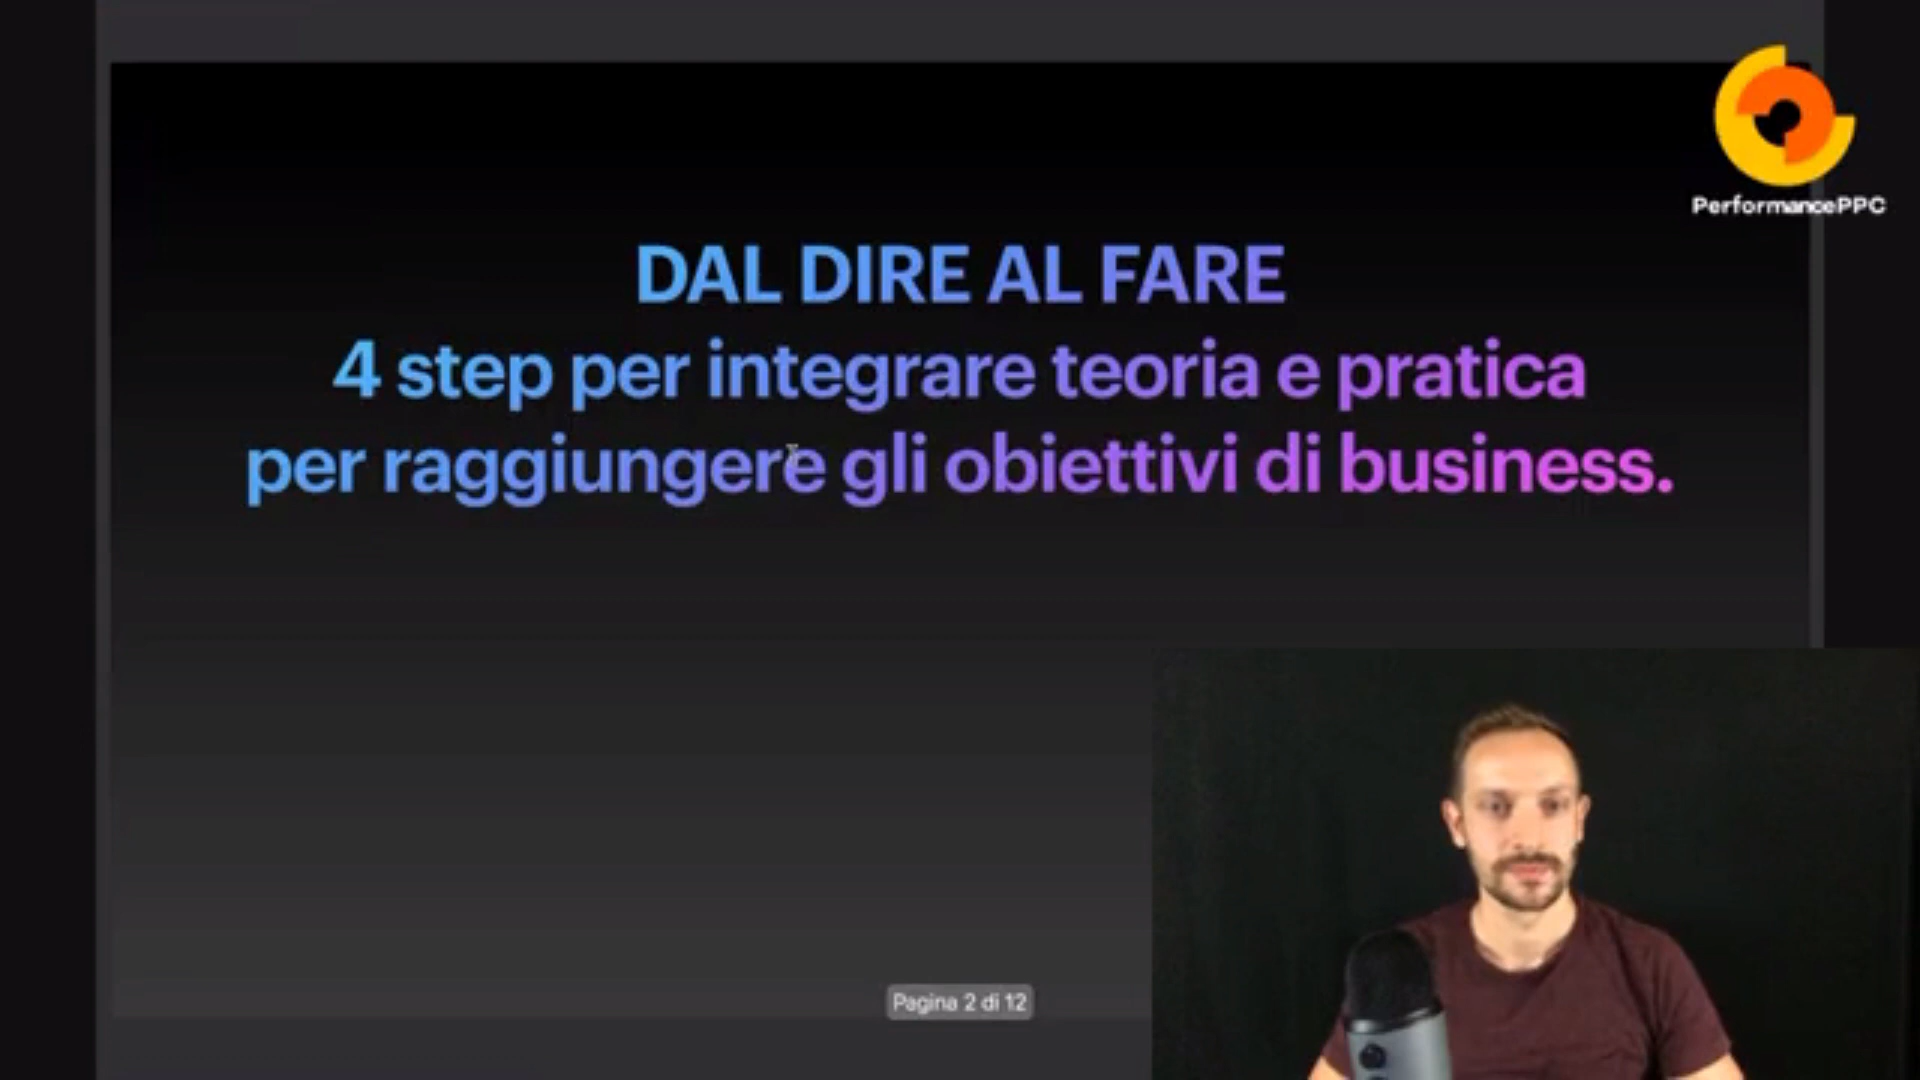 PerformancePPC
DAL DIRE AL FARE
4 step per integrare teoria e pratica
per raggiungere gli obiettivi di business.
Pagina 2 di 12